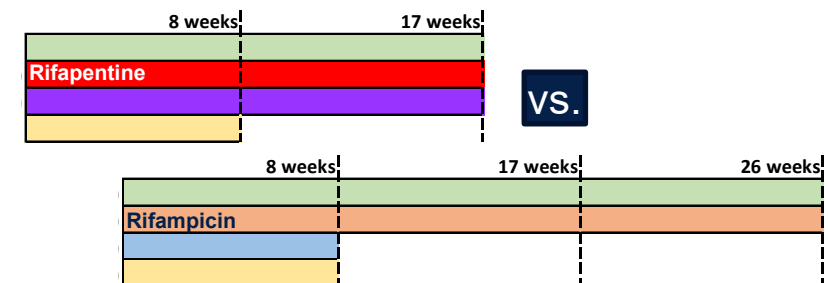 8 weeks 17 weeks
Rifapentine
vs.
8 weeks 17 weeks 26 weeks
Rifampicin